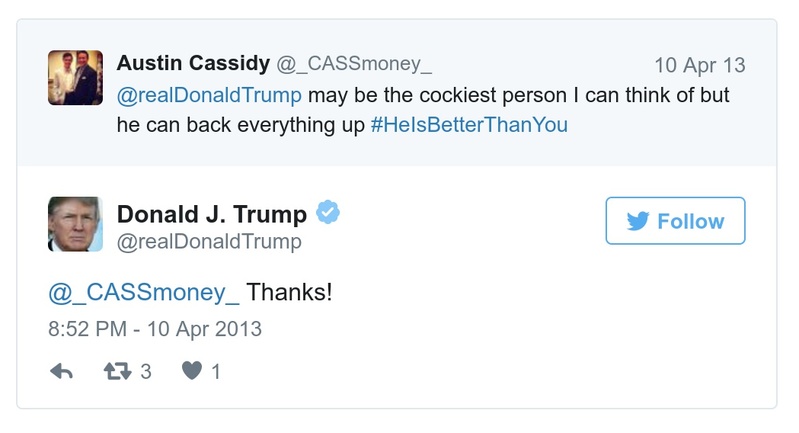 Austin Cassidy @_CASSmoney_ 10 Apr 13
@realDonaldTrump may be the cockiest person I can think of but
he can back everything up #HeIsBetterThanYou
Donald J. Trump
@realDonaldTrump
Follow
@_CASSmoney_ Thanks!
8:52 PM - 10 Apr 2013
3 1